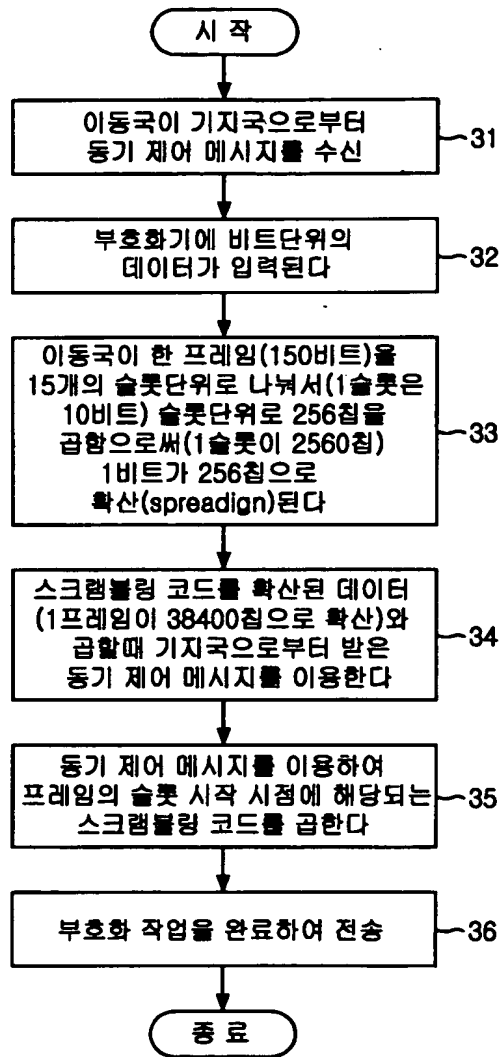 시 작
이동국이 기지국으로부터
동기 제어 메시지를 수신
31
부호화기에 비트단위의
데이터가 입력된다
32
이동국이 한 프레임(150비트)을
15개의 슬롯단위로 나눠서(1슬롯은
10비트) 슬롯단위로 256칩을
곱함으로써(1슬롯이 2560칩)
1비트가 256칩으로
확산(spreadign)된다
33
스크램블링 코드를 확산된 데이터
(1프레임이 38400칩으로 확산)와
곱할때 기지국으로부터 받은
동기 제어 메시지를 이용한다
34
동기 제어 메시지를 이용하여
프레임의 슬롯 시작 시점에 해당되는
스크램블링 코드를 곱한다
35
부호화 작업을 완료하여 전송
36
종 료